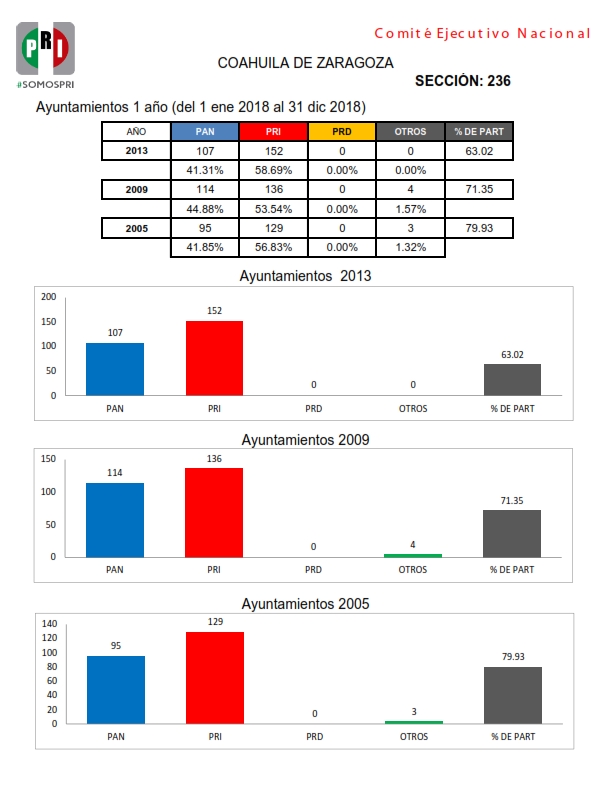 PRI
#SOMOSPRI
Comité Ejecutivo Nacional
COAHUILA DE ZARAGOZA
SECCIÓN: 236
Ayuntamientos 1 año (del 1 ene 2018 al 31 dic 2018)
AÑO PAN PRI PRD OTROS % DE PART
2013 107 152 0 0 63.02
41.31% 58.69% 0.00% 0.00%
2009 114 136 0 4 71.35
44.88% 53.54% 0.00% 1.57%
2005 95 129 0 3 79.93
41.85% 56.83% 0.00% 1.32%
Ayuntamientos 2013
200
150
100
50
0
107 152 0 0 63.02
PAN PRI PRD OTROS % DE PART
Ayuntamientos 2009
150
100
50
0
114 136 0 4 71.35
PAN PRI PRD OTROS % DE PART
Ayuntamientos 2005
140
120
100
80
60
40
20
0
95 129 0 3 79.93
PAN PRI PRD OTROS % DE PART